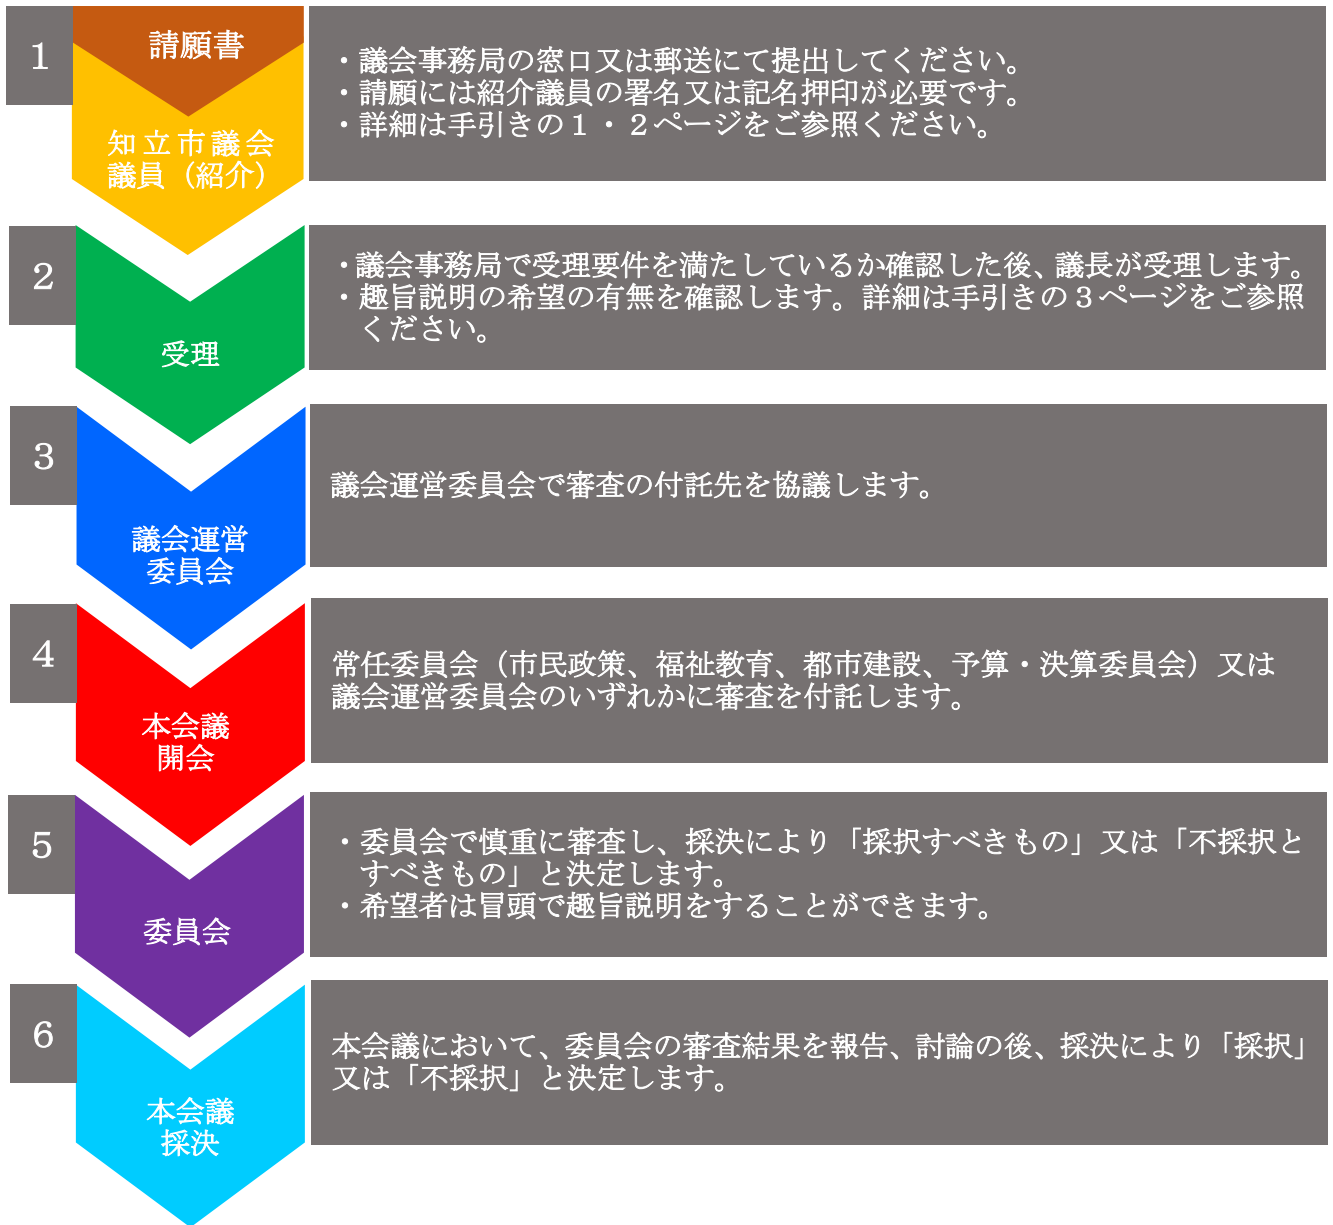 1
請願書
知立市議会
議員（紹介）
・議会事務局の窓口又は郵送にて提出してください。
・請願には紹介議員の署名又は記名押印が必要です。
・詳細は手引きの１・２ページをご参照ください。
2
受理
・議会事務局で受理要件を満たしているか確認した後、議長が受理します。
・趣旨説明の希望の有無を確認します。詳細は手引きの３ページをご参照
ください。
3
議会運営
委員会
議会運営委員会で審査の付託先を協議します。
4
本会議
開会
常任委員会（市民政策、福祉教育、都市建設、予算・決算委員会）又は
議会運営委員会のいずれかに審査を付託します。
5
委員会
・委員会で慎重に審査し、採決により「採択すべきもの」又は「不採択と
すべきもの」と決定します。
・希望者は冒頭で趣旨説明をすることができます。
6
本会議
採決
本会議において、委員会の審査結果を報告、討論の後、採決により「採択」
又は「不採択」と決定します。